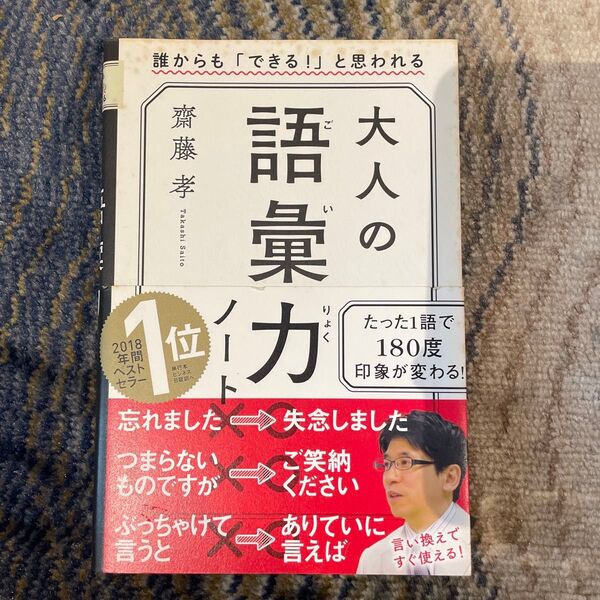 誰からも「できる!」と思われる
大人の
語彙力
ごい
りょく
ノート
齋藤 孝
Takashi Saito
たった1語で
180度
印象が変わる!
1位
2018
年間
ベスト
セラー
忘れました
失念しました
つまらない
ものですが
ご笑納
ください
ぶっちゃけて
言うと
ありていに
言えば
言い換えで
すぐ使える!